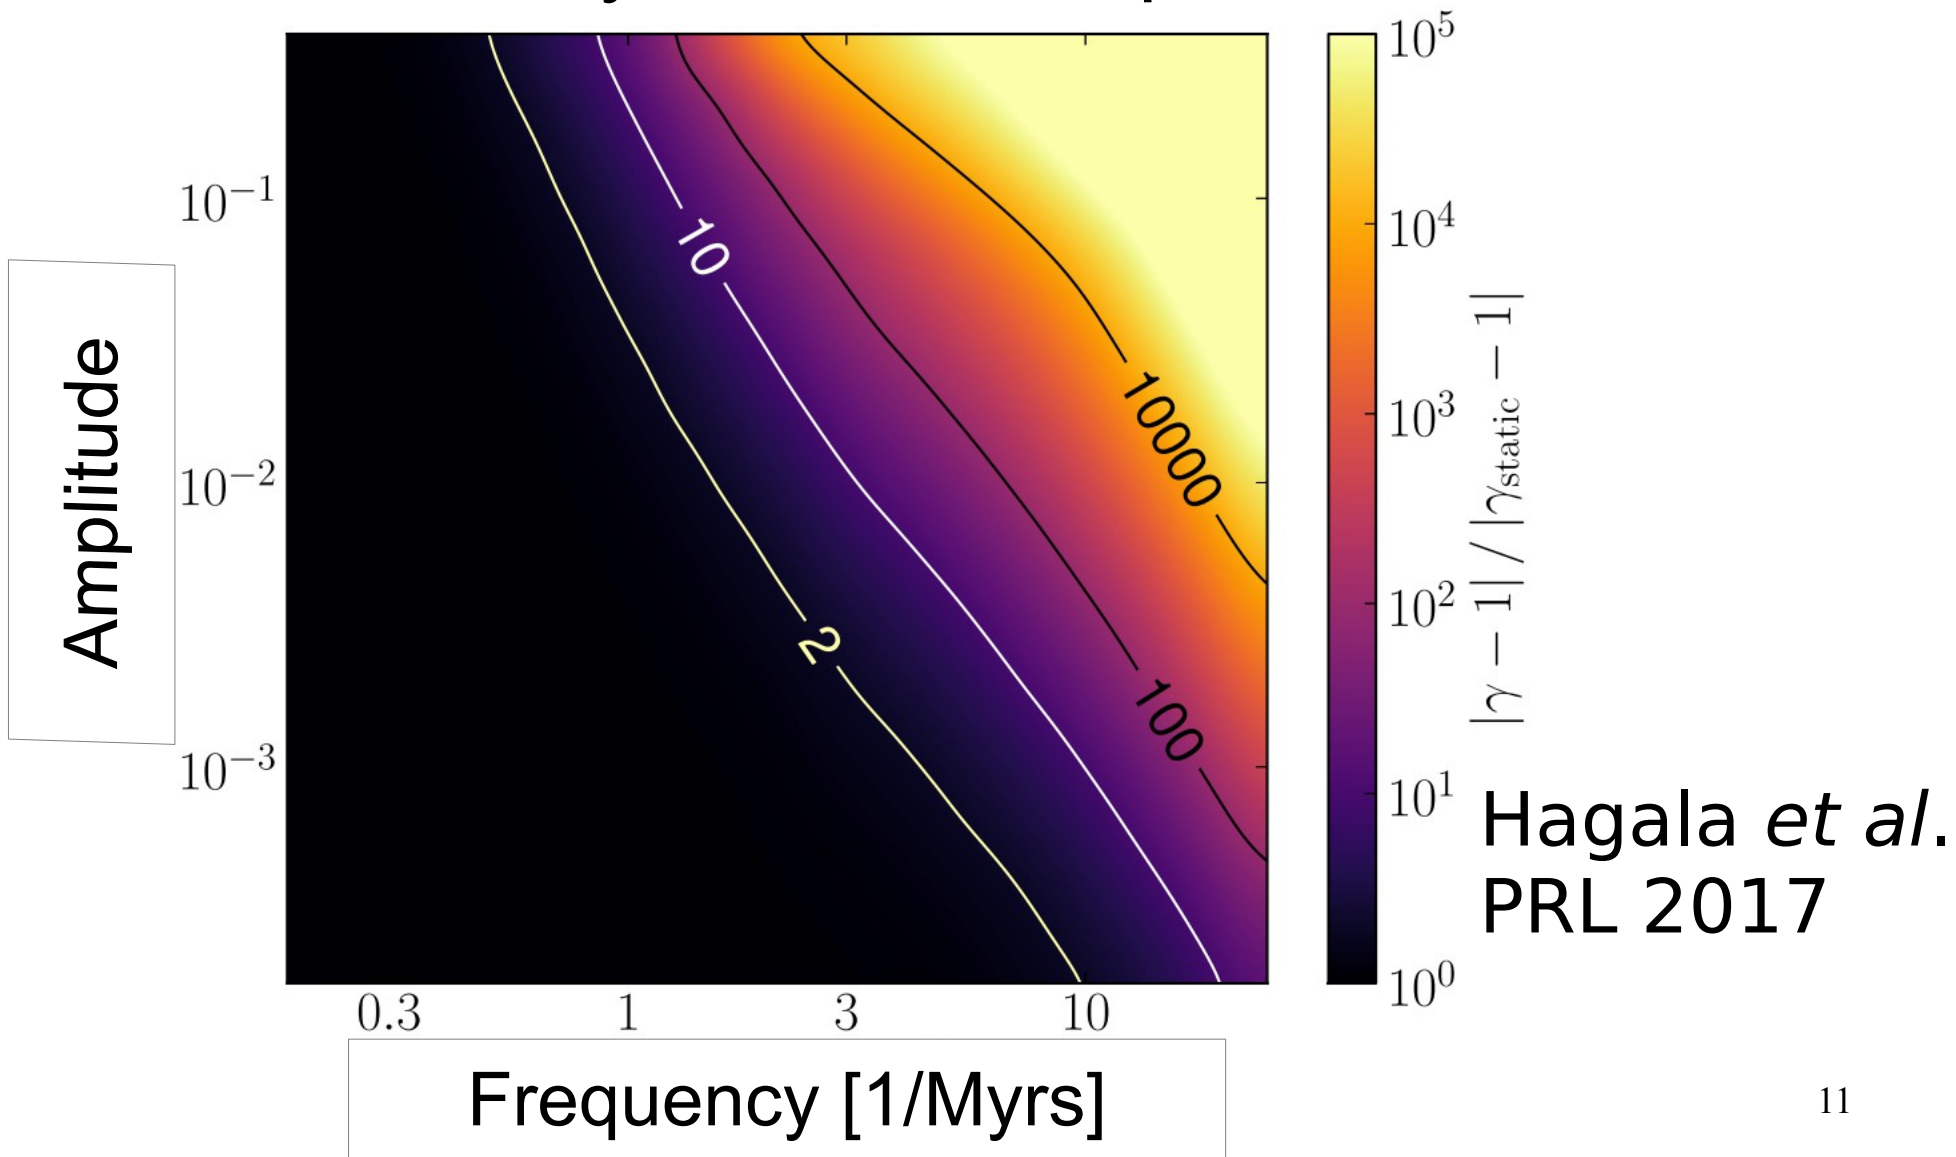 10⁻¹
10⁻²
10⁻³
Amplitude
10
2
10000
100
0.3 1 3 10
Frequency [1/Myrs]
10⁵
10⁴
10³
10²
10¹
10⁰
|γ − 1| / |γ_static − 1|
Hagala et al.
PRL 2017
11